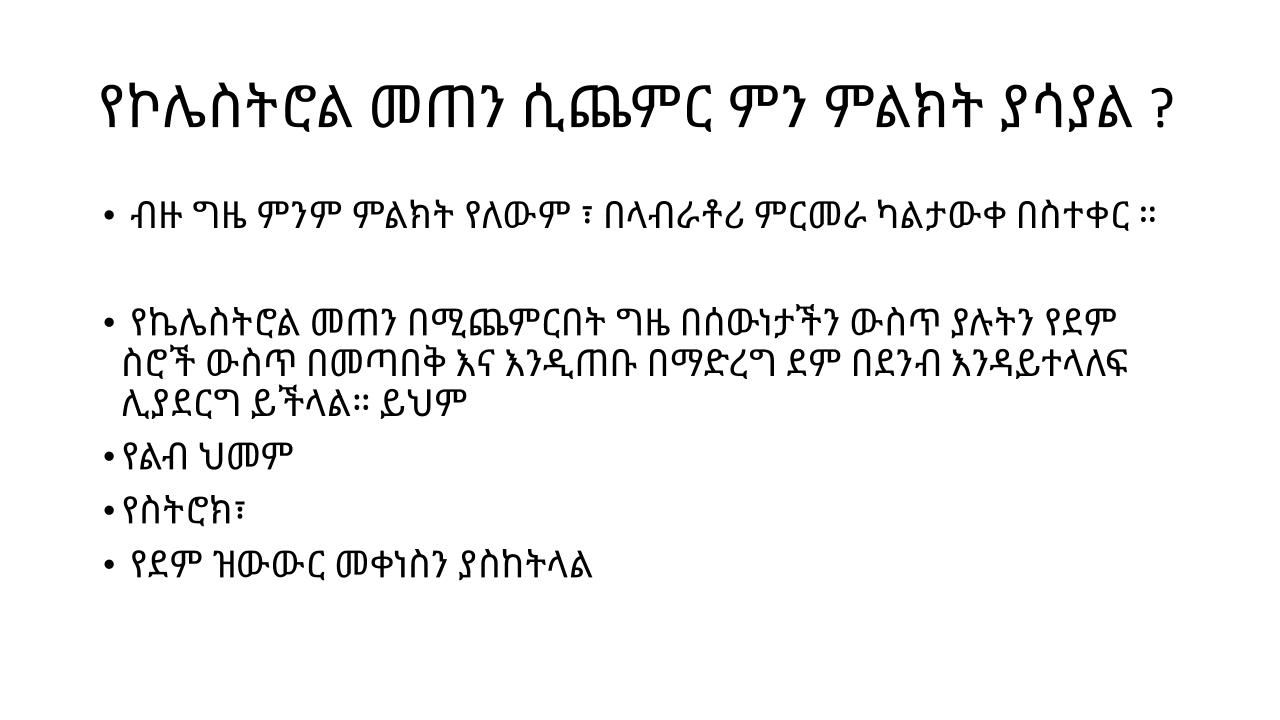 የኮሌስትሮል መጠን ሲጨምር ምን ምልክት ያሳያል ?
• ብዙ ግዜ ምንም ምልክት የለውም ፣ በላብራቶሪ ምርመራ ካልታውቀ በስተቀር ።
• የኬሌስትሮል መጠን በሚጨምርበት ግዜ በሰውነታችን ውስጥ ያሉትን የደም
ስሮች ውስጥ በመጣበቅ እና እንዲጠቡ በማድረግ ደም በደንብ እንዳይተላለፍ
ሊያደርግ ይችላል። ይህም
• የልብ ህመም
• የስትሮክ፣
• የደም ዝውውር መቀነስን ያስከትላል